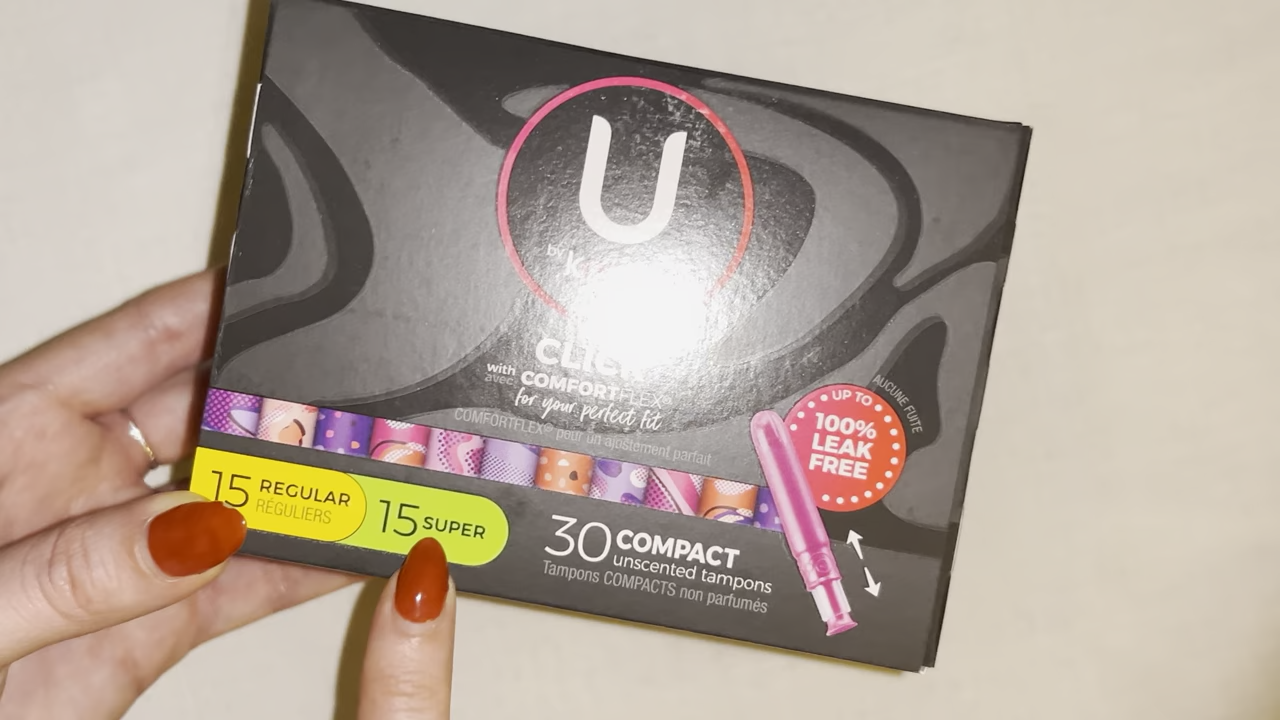 U
by
with
avec COMFORTFLEX®
for your perfect fit
COMFORTFLEX® pour un ajustement parfait
UP TO
100%
LEAK
FREE
AUCUNE FUITE
15 REGULAR
RÉGULIERS
15 SUPER
30 COMPACT
unscented tampons
Tampons COMPACTS non parfumés